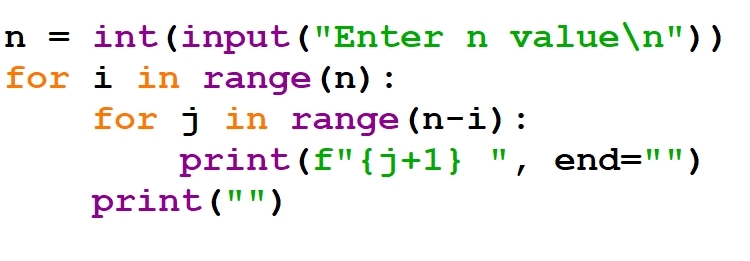 n = int(input("Enter n value\n"))
for i in range(n):
    for j in range(n-i):
        print(f"{j+1} ", end="")
    print("")